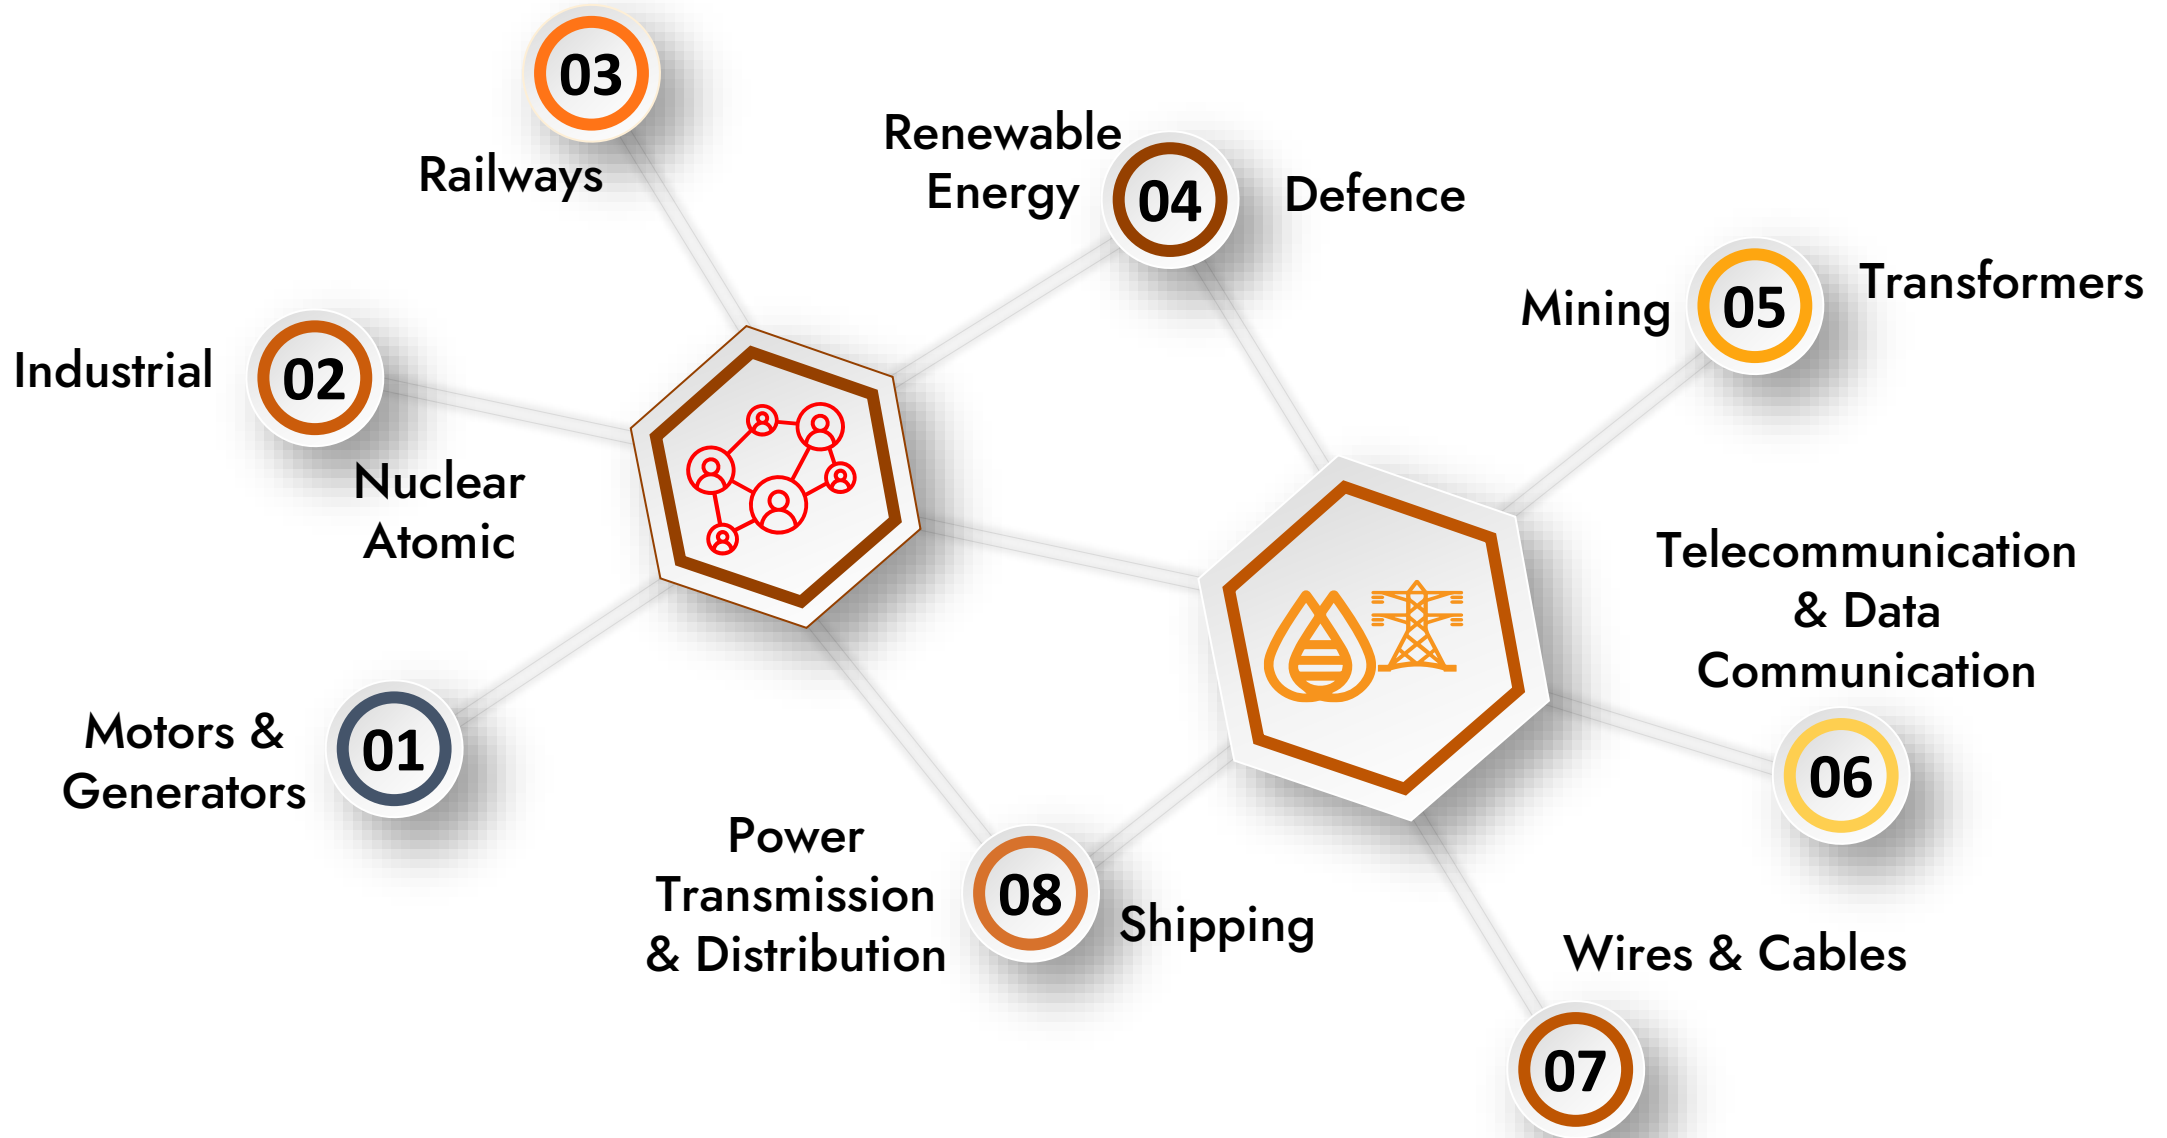 03
Railways
Renewable
Energy
04
Defence
Mining
05
Transformers
Industrial
02
Nuclear
Atomic
Telecommunication
& Data
Communication
06
Motors &
Generators
01
Power
Transmission
& Distribution
08
Shipping
Wires & Cables
07